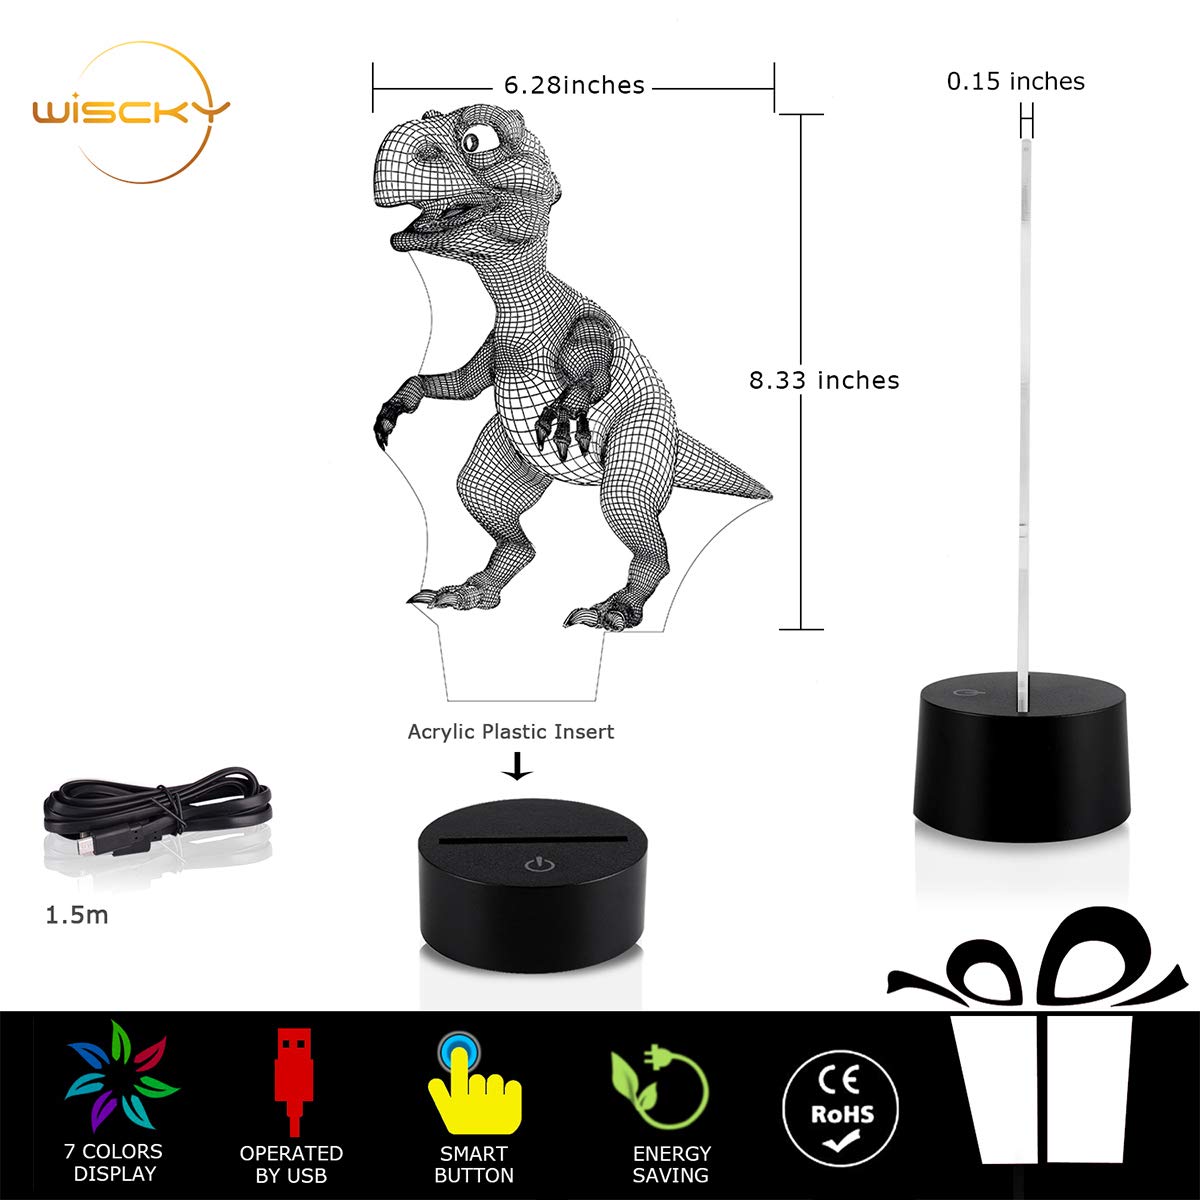 WISCKY
6.28inches
0.15 inches
8.33 inches
Acrylic Plastic Insert
1.5m
7 COLORS
DISPLAY
OPERATED
BY USB
SMART
BUTTON
ENERGY
SAVING
CE
RoHS